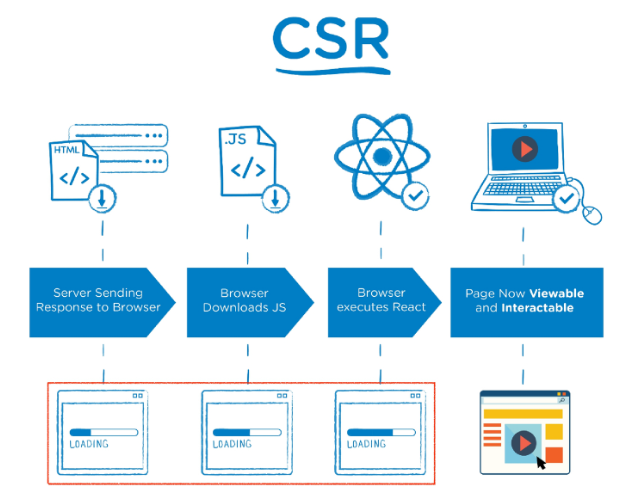 CSR
HTML
</>
.JS
</>
Server Sending
Response to Browser
Browser
Downloads JS
Browser
executes React
Page Now Viewable
and Interactable
LOADING
LOADING
LOADING